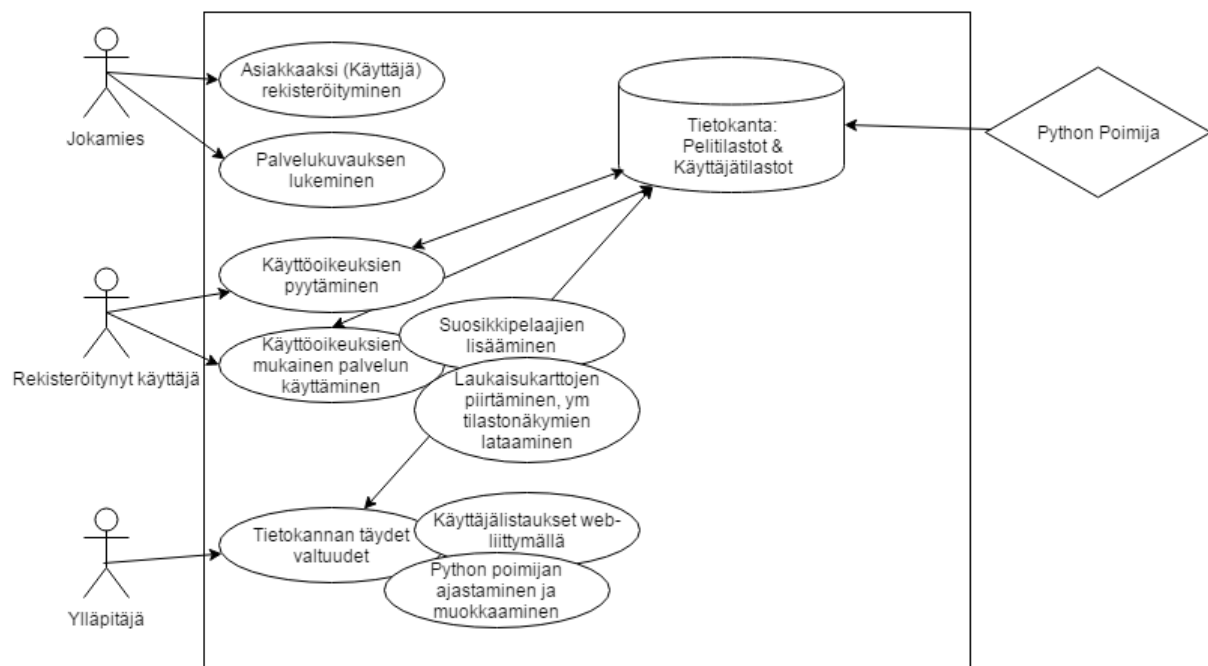 Asiakkaaksi (Käyttäjä)
rekisteröityminen
Jokamies
Palvelukuvauksen
lukeminen
Tietokanta:
Pelitilastot &
Käyttäjätilastot
Python Poimija
Käyttöoikeuksien
pyytäminen
Rekisteröitynyt käyttäjä
Käyttöoikeuksien
mukainen palvelun
käyttäminen
Suosikkipelaajien
lisääminen
Laukaisukarttojen
piirtäminen, ym
tilastonäkymien
lataaminen
Tietokannan täydet
valtuudet
Käyttäjälistaukset web-
liittymällä
Python poimijan
ajastaminen ja
muokkaaminen
Ylläpitäjä